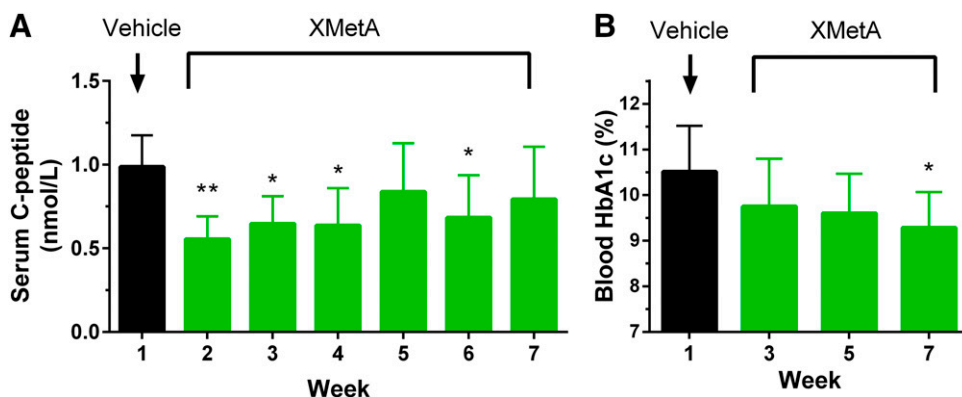 A
Vehicle
XMetA
Serum C-peptide
(nmol/L)
1.5
1.0
0.5
0.0
**
*
*
*
1 2 3 4 5 6 7
Week
B
Vehicle
XMetA
Blood HbA1c (%)
12
11
10
9
8
7
*
1 3 5 7
Week